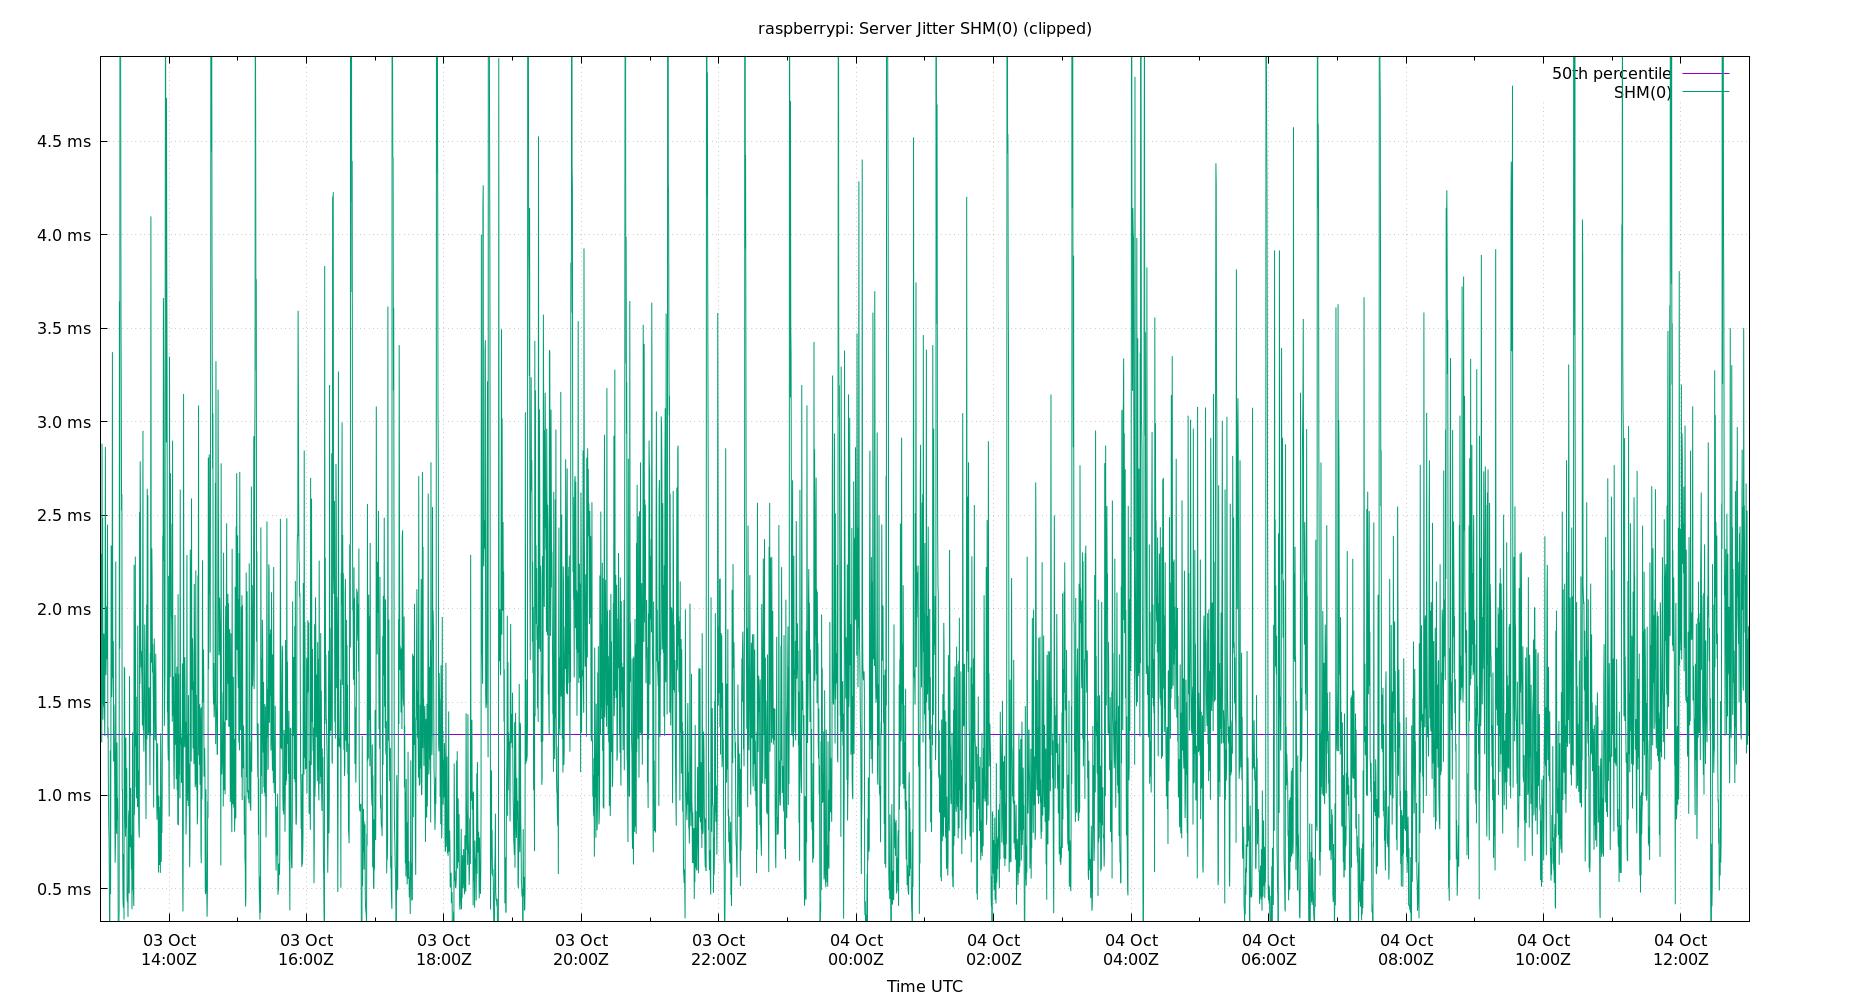 raspberrypi: Server Jitter SHM(0) (clipped)
50th percentile
SHM(0)
4.5 ms
4.0 ms
3.5 ms
3.0 ms
2.5 ms
2.0 ms
1.5 ms
1.0 ms
0.5 ms
03 Oct 03 Oct 03 Oct 03 Oct 03 Oct 04 Oct 04 Oct 04 Oct 04 Oct 04 Oct 04 Oct 04 Oct
14:00Z 16:00Z 18:00Z 20:00Z 22:00Z 00:00Z 02:00Z 04:00Z 06:00Z 08:00Z 10:00Z 12:00Z
Time UTC